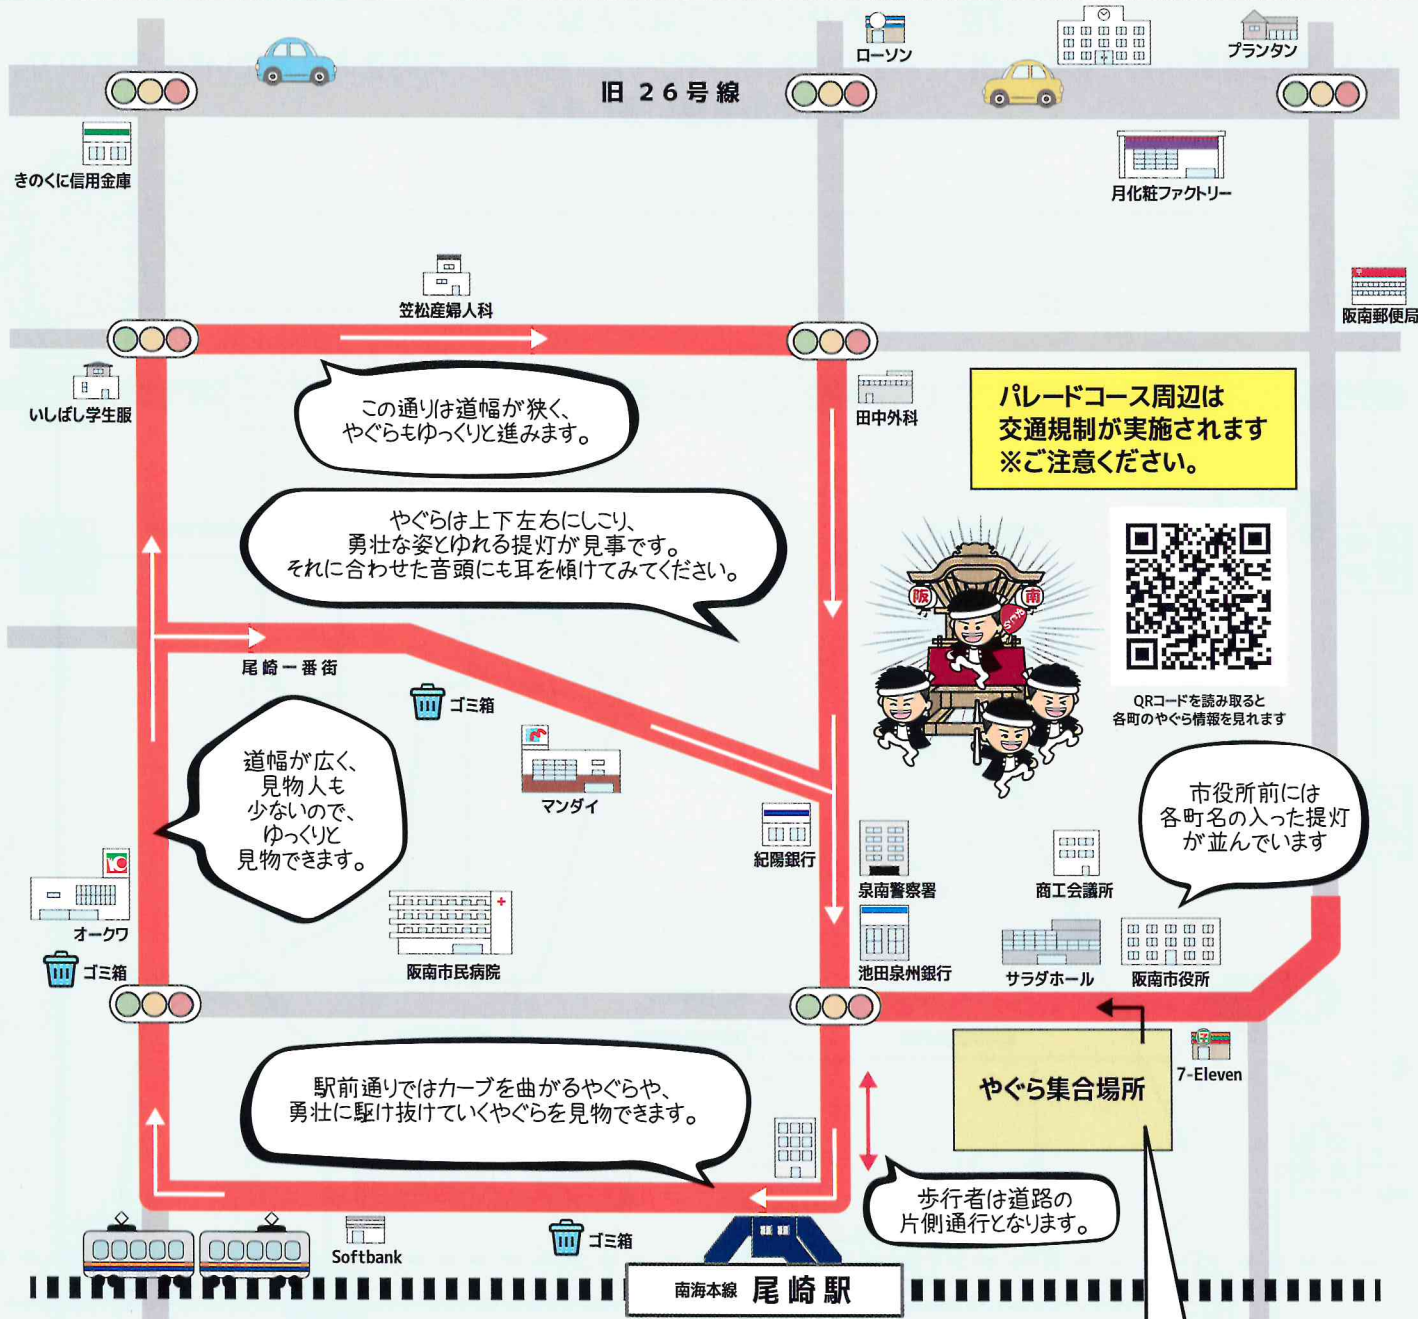 ローソン
プランタン
旧 26号線
きのくに信用金庫
月化粧ファクトリー
笠松産婦人科
阪南郵便局
いしばし学生服
田中外科
この通りは道幅が狭く、
やぐらもゆっくりと進みます。
パレードコース周辺は
交通規制が実施されます
※ご注意ください。
やぐらは上下左右にしこり、
勇壮な姿とゆれる提灯が見事です。
それに合わせた音頭にも耳を傾けてみてください。
阪
南
QRコードを読み取ると
各町のやぐら情報を見れます
尾崎一番街
ゴミ箱
マンダイ
道幅が広く、
見物人も
少ないので、
ゆっくりと
見物できます。
紀陽銀行
泉南警察署
商工会議所
市役所前には
各町名の入った提灯
が並んでいます
オークワ
ゴミ箱
阪南市民病院
池田泉州銀行
サラダホール
阪南市役所
7-Eleven
やぐら集合場所
駅前通りではカーブを曲がるやぐらや、
勇壮に駆け抜けていくやぐらを見物できます。
歩行者は道路の
片側通行となります。
Softbank
ゴミ箱
南海本線 尾崎駅